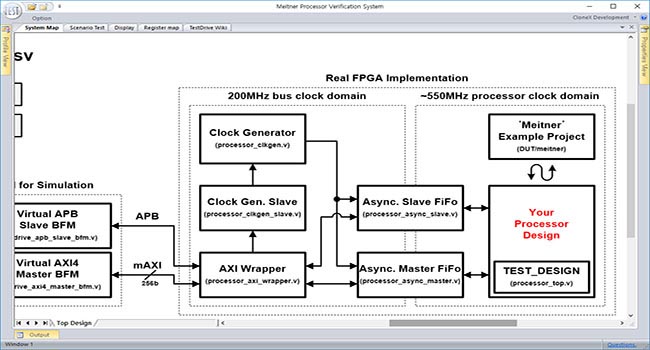 Meitner Processor Verification System
TEST
Option
CloneX Development
System Map
Scenario Test
Display
Register map
TestDrive Wiki
Profile View
Properties View
sv
Real FPGA Implementation
200MHz bus clock domain
~550MHz processor clock domain
Clock Generator
(processor_clkgen.v)
'Meitner'
Example Project
(DUT/meitner)
l for Simulation
Clock Gen. Slave
(processor_clkgen_slave.v)
Async. Slave FiFo
(processor_async_slave.v)
Virtual APB
Slave BFM
drive_apb_slave_bfm.v)
APB
Your
Processor
Design
Virtual AXI4
Master BFM
rive_axi4_master_bfm.v)
mAXI
256b
AXI Wrapper
(processor_axi_wrapper.v)
Async. Master FiFo
(processor_async_master.v)
TEST_DESIGN
(processor_top.v)
Top Design
Output
Window 1
Questions.